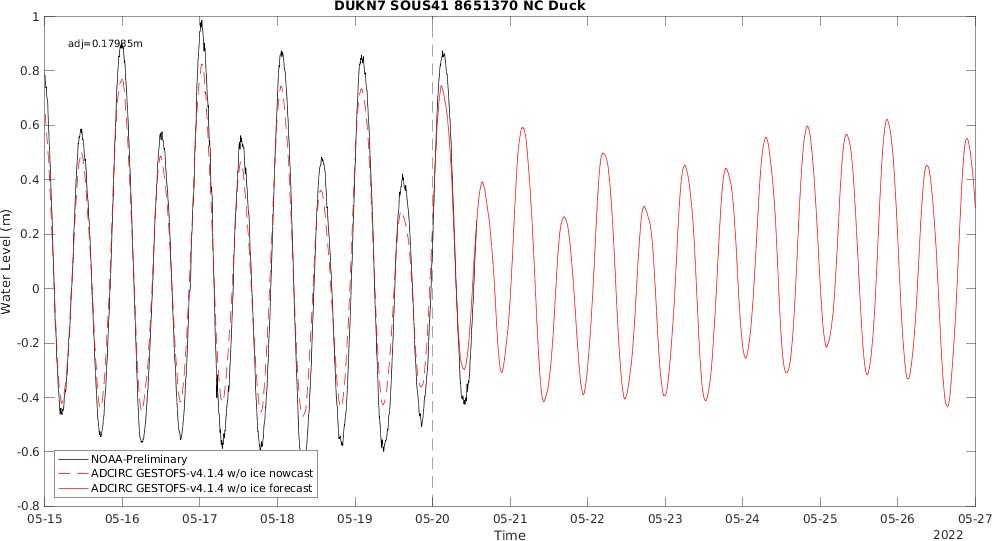 DUKN7 SOUS41 8651370 NC Duck
adj=0.17935m
Water Level (m)
1
0.8
0.6
0.4
0.2
0
-0.2
-0.4
-0.6
-0.8
NOAA-Preliminary
ADCIRC GESTOFS-v4.1.4 w/o ice nowcast
ADCIRC GESTOFS-v4.1.4 w/o ice forecast
05-15 05-16 05-17 05-18 05-19 05-20 05-21 05-22 05-23 05-24 05-25 05-26 05-27
Time
2022